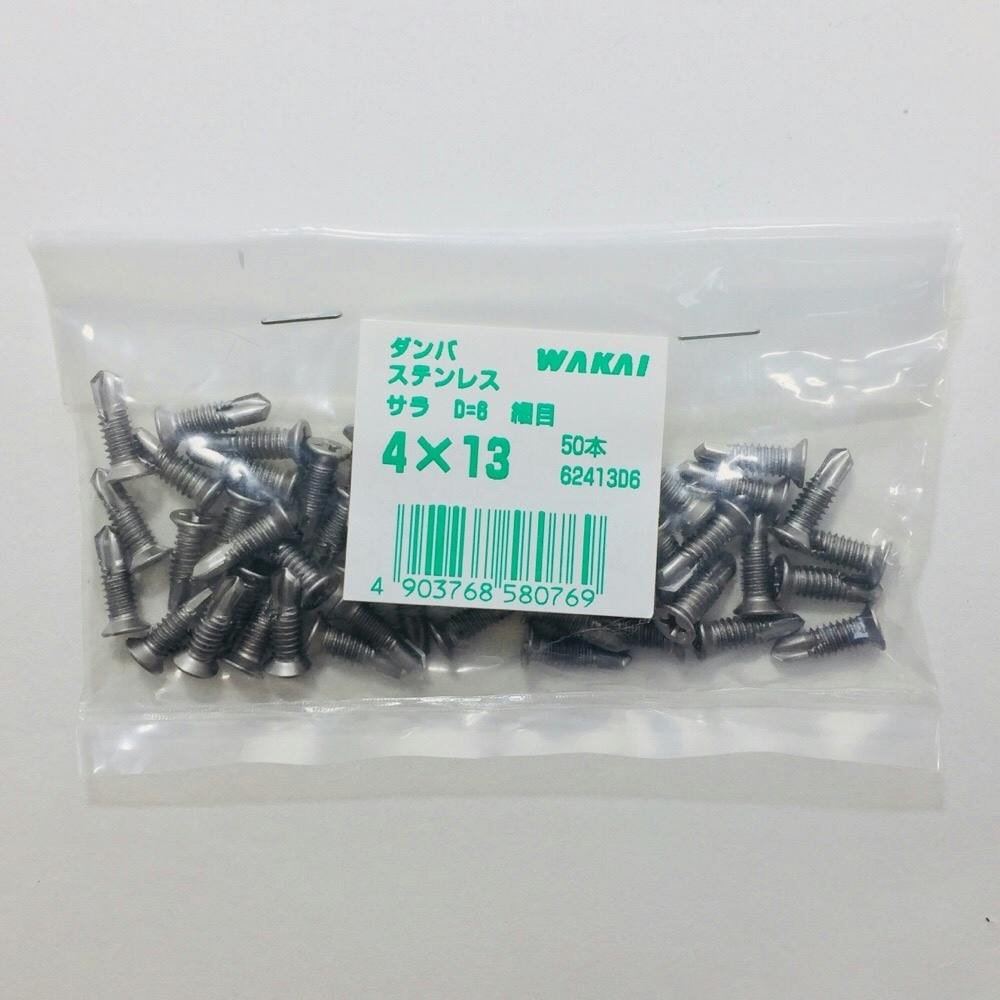 ダンバ WAKAI
ステンレス
サラ D=6 細目
4×13 50本
62413D6
4 903768 580769